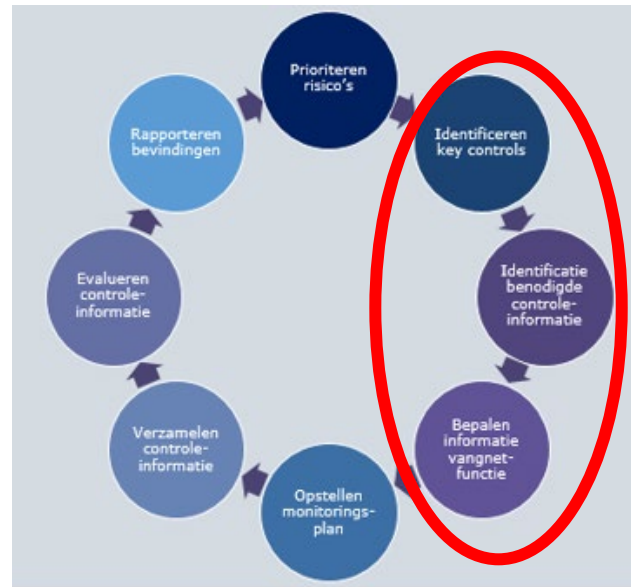 Prioriteren
risico's
Identificeren
key controls
Identificatie
benodigde
controle-
informatie
Bepalen
informatie
vangnet-
functie
Opstellen
monitorings-
plan
Verzamelen
controle-
informatie
Evalueren
controle-
informatie
Rapporteren
bevindingen